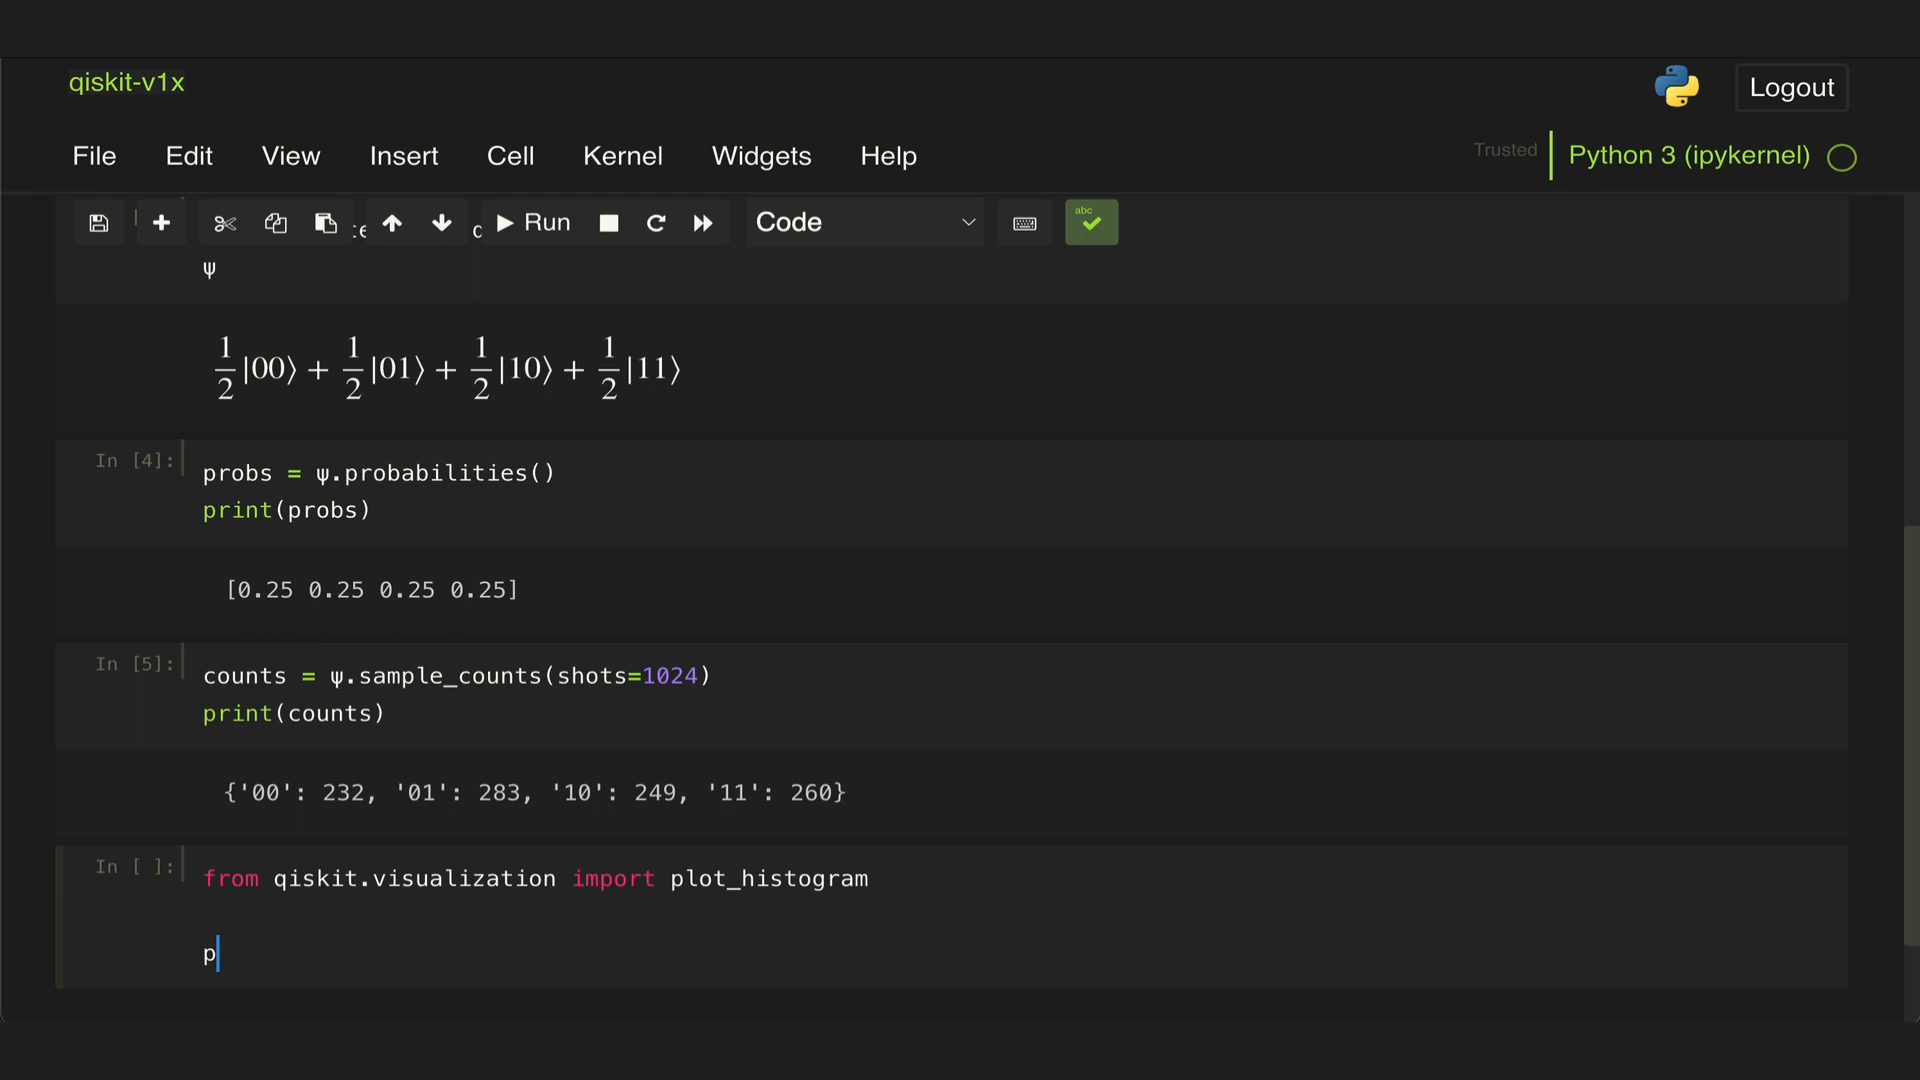 qiskit-v1x
Logout
File Edit View Insert Cell Kernel Widgets Help
Trusted Python 3 (ipykernel)
Run Code abc
ψ
1/2|00⟩ + 1/2|01⟩ + 1/2|10⟩ + 1/2|11⟩
In [4]: probs = ψ.probabilities()
print(probs)
[0.25 0.25 0.25 0.25]
In [5]: counts = ψ.sample_counts(shots=1024)
print(counts)
{'00': 232, '01': 283, '10': 249, '11': 260}
In [ ]: from qiskit.visualization import plot_histogram
p